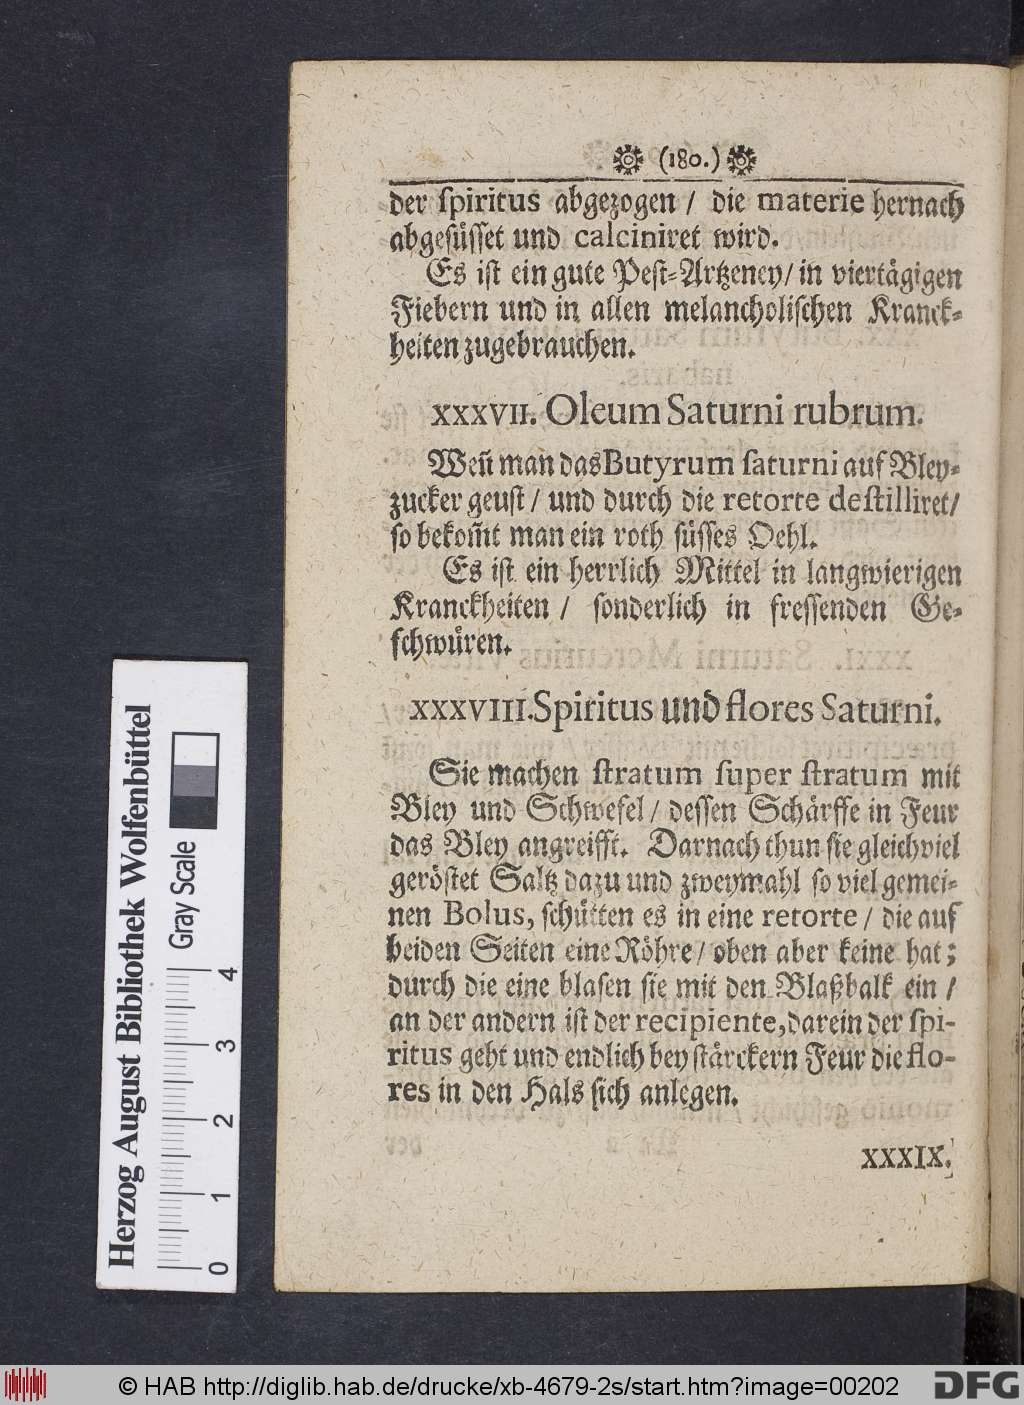 (180.)
der ſpiritus abgezogen / die materie hernach
abgeſüſſet und calciniret wird.
Es iſt ein gute Peſt-Artzeney / in viertägigen
Fiebern und in allen melancholiſchen Kranck-
heiten zugebrauchen.
XXXVII. Oleum Saturni rubrum.
Weñ man das Butyrum ſaturni auf Bley-
zucker geuſt / und durch die retorte deſtilliret /
ſo bekom̃t man ein roth ſüſſes Oehl.
Es iſt ein herrlich Mittel in langwierigen
Kranckheiten / ſonderlich in freſſenden Ge-
ſchwüren.
XXXVIII. Spiritus und flores Saturni.
Sie machen ſtratum ſuper ſtratum mit
Bley und Schwefel / deſſen Schärffe in Feur
das Bley angreifft. Darnach thun ſie gleichviel
geröſtet Saltz dazu und zweymahl ſo viel gemei-
nen Bolus, ſchütten es in eine retorte / die auf
beiden Seiten eine Röhre / oben aber keine hat;
durch die eine blaſen ſie mit den Blaßbalk ein /
an der andern iſt der recipiente, darein der ſpi-
ritus geht und endlich bey ſtärckern Feur die flo-
res in den Hals ſich anlegen.
XXXIX.
Herzog August Bibliothek Wolfenbüttel
Gray Scale
0 1 2 3 4
© HAB http://diglib.hab.de/drucke/xb-4679-2s/start.htm?image=00202
DFG